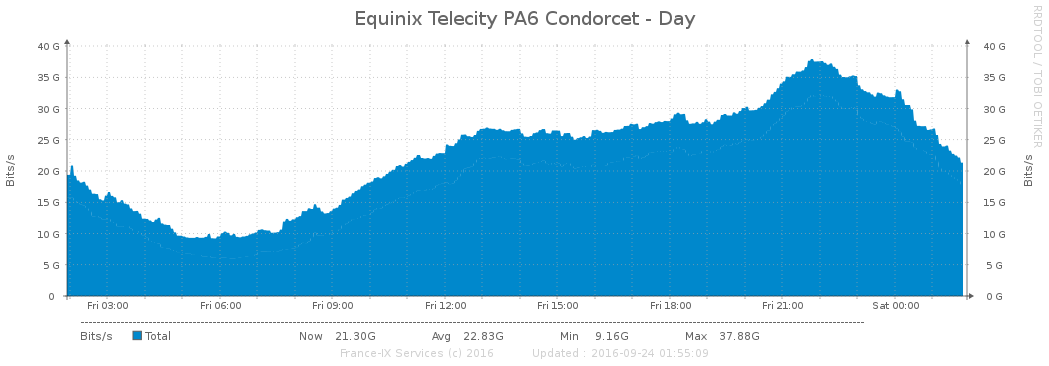 Equinix Telecity PA6 Condorcet - Day
RRDTOOL / TOBI OETIKER
Bits/s
40 G
35 G
30 G
25 G
20 G
15 G
10 G
5 G
0
40 G
35 G
30 G
25 G
20 G
15 G
10 G
5 G
0 G
Bits/s
Fri 03:00 Fri 06:00 Fri 09:00 Fri 12:00 Fri 15:00 Fri 18:00 Fri 21:00 Sat 00:00
Bits/s Total Now 21.30G Avg 22.83G Min 9.16G Max 37.88G
France-IX Services (c) 2016 Updated : 2016-09-24 01:55:09